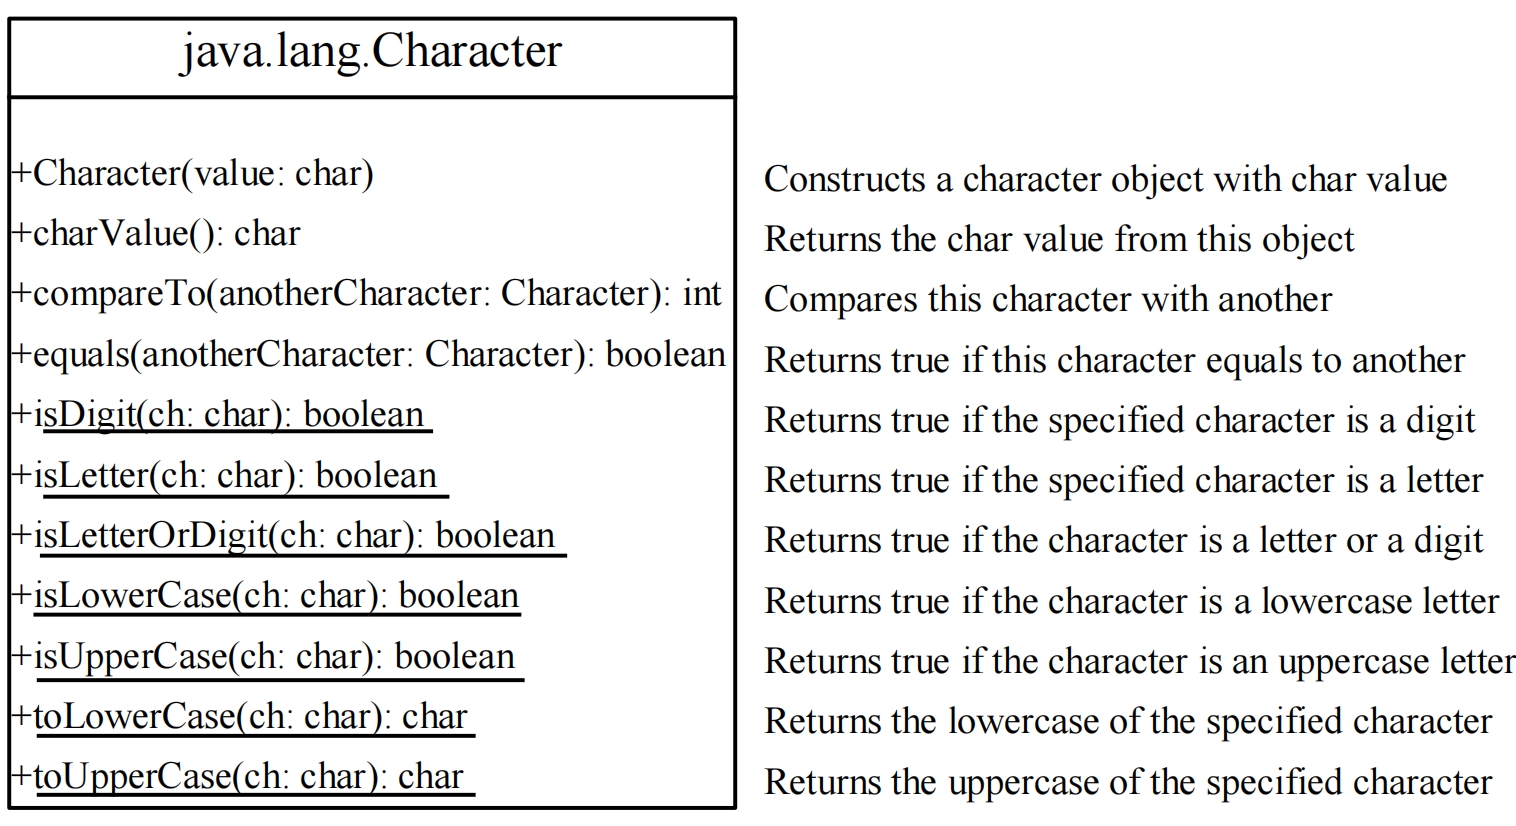 java.lang.Character
+Character(value: char) Constructs a character object with char value
+charValue(): char Returns the char value from this object
+compareTo(anotherCharacter: Character): int Compares this character with another
+equals(anotherCharacter: Character): boolean Returns true if this character equals to another
+isDigit(ch: char): boolean Returns true if the specified character is a digit
+isLetter(ch: char): boolean Returns true if the specified character is a letter
+isLetterOrDigit(ch: char): boolean Returns true if the character is a letter or a digit
+isLowerCase(ch: char): boolean Returns true if the character is a lowercase letter
+isUpperCase(ch: char): boolean Returns true if the character is an uppercase letter
+toLowerCase(ch: char): char Returns the lowercase of the specified character
+toUpperCase(ch: char): char Returns the uppercase of the specified character